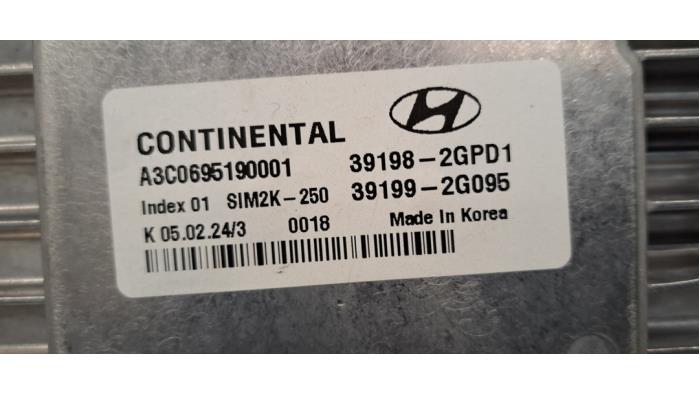 CONTINENTAL
A3C0695190001 39198-2GPD1
Index 01 SIM2K-250 39199-2G095
K 05.02.24/3 0018 Made In Korea